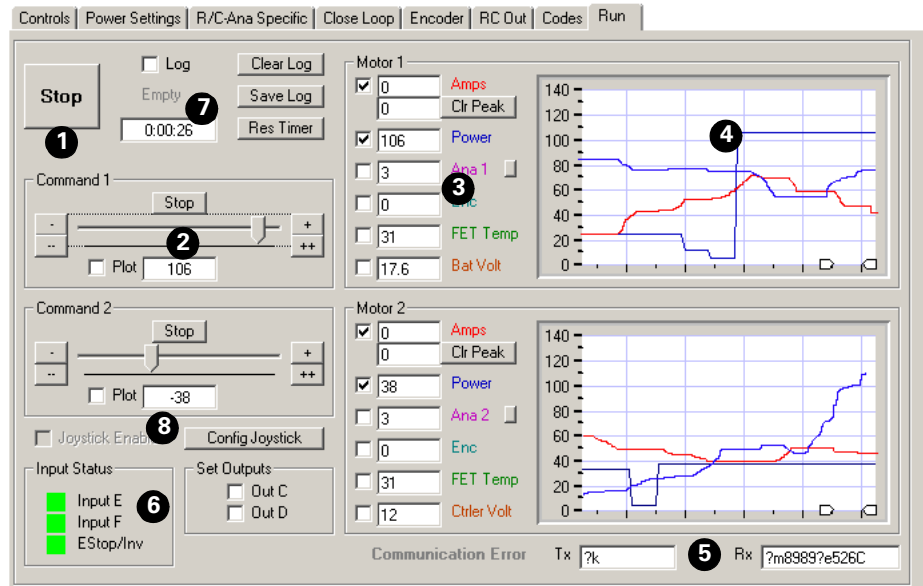 Controls Power Settings R/C-Ana Specific Close Loop Encoder RC Out Codes Run
Stop
1
Log
Empty
7
0:00:26
Clear Log
Save Log
Res Timer
Command 1
Stop
- +
-- ++
2
Plot 106
Command 2
Stop
- +
-- ++
Plot -38
8
Joystick Enab
Config Joystick
Input Status
Input E
Input F
EStop/Inv
6
Set Outputs
Out C
Out D
Motor 1
0 Amps
0 Clr Peak
106 Power
3 Ana 1
3
0 Enc
31 FET Temp
17.6 Bat Volt
140
120
100
80
60
40
20
0
4
Motor 2
0 Amps
0 Clr Peak
38 Power
3 Ana 2
0 Enc
31 FET Temp
12 Ctrler Volt
140
120
100
80
60
40
20
0
Communication Error Tx ?k 5 Rx ?m8989?e526C